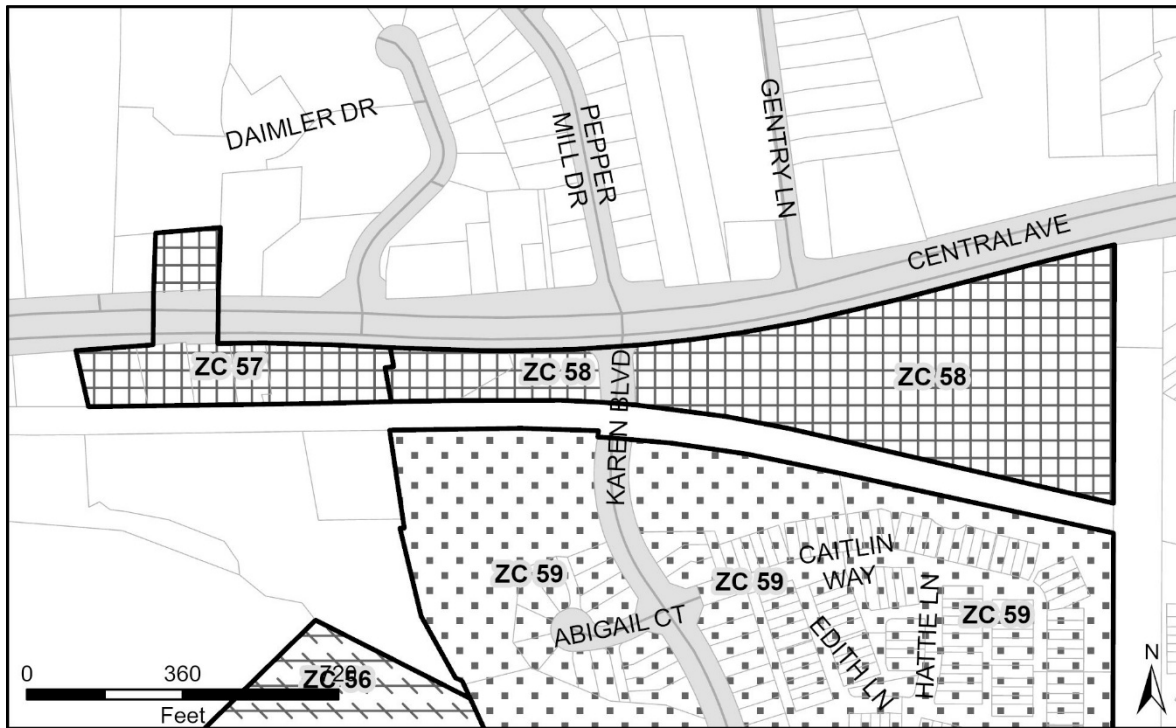 DAIMLER DR
PEPPER
MILL DR
GENTRY LN
CENTRAL AVE
ZC 57
ZC 58
ZC 58
KAREN BLVD
ZC 59
ZC 59
CAITLIN
WAY
ABIGAIL CT
EDITH LN
HATTIE LN
ZC 59
ZC 56
0 360 720
Feet
N